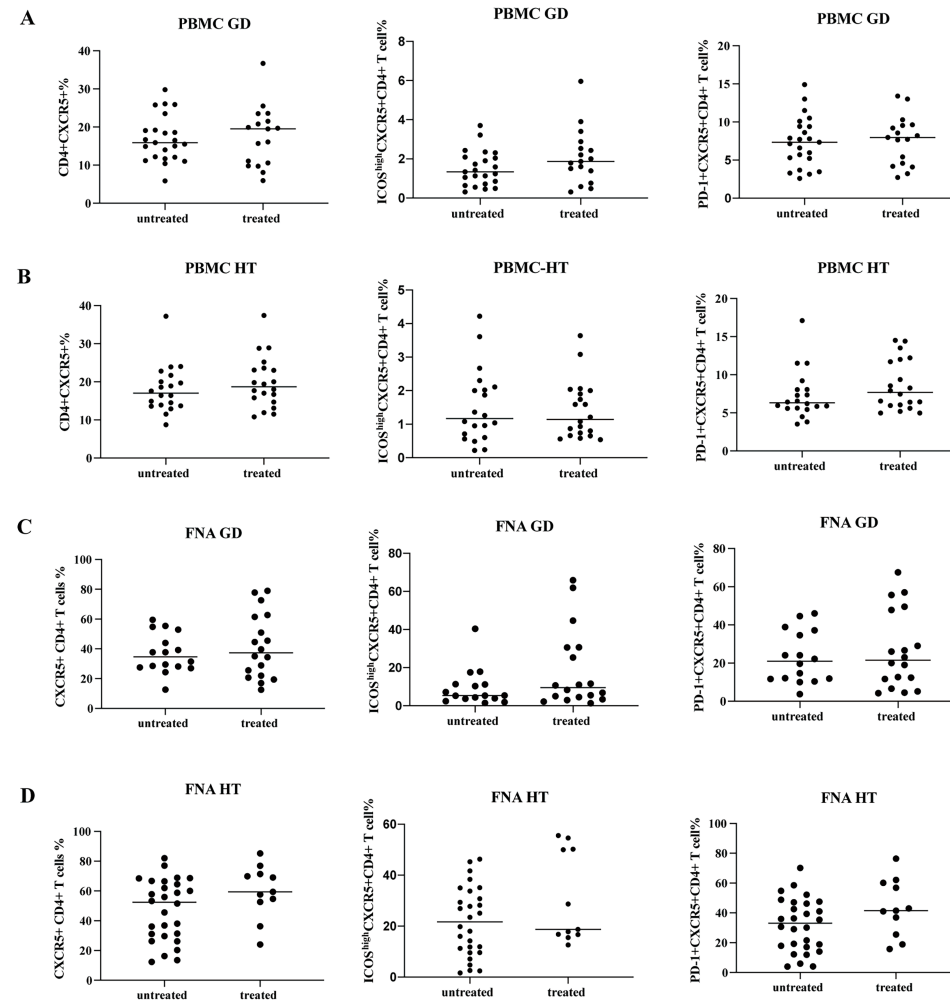 A
PBMC GD
CD4+CXCR5+%
40
30
20
10
0
untreated treated
PBMC GD
ICOShighCXCR5+CD4+ T cell%
8
6
4
2
0
untreated treated
PBMC GD
PD-1+CXCR5+CD4+ T cell%
20
15
10
5
0
untreated treated
B
PBMC HT
CD4+CXCR5+%
40
30
20
10
0
untreated treated
PBMC-HT
ICOShighCXCR5+CD4+ T cell%
5
4
3
2
1
0
untreated treated
PBMC HT
PD-1+CXCR5+CD4+ T cell%
20
15
10
5
0
untreated treated
C
FNA GD
CXCR5+ CD4+ T cells %
100
80
60
40
20
0
untreated treated
FNA GD
ICOShighCXCR5+CD4+ T cell%
80
60
40
20
0
untreated treated
FNA GD
PD-1+CXCR5+CD4+ T cell%
80
60
40
20
0
untreated treated
D
FNA HT
CXCR5+ CD4+ T cells %
100
80
60
40
20
0
untreated treated
FNA HT
ICOShighCXCR5+CD4+ T cell%
60
40
20
0
untreated treated
FNA HT
PD-1+CXCR5+CD4+ T cell%
100
80
60
40
20
0
untreated treated